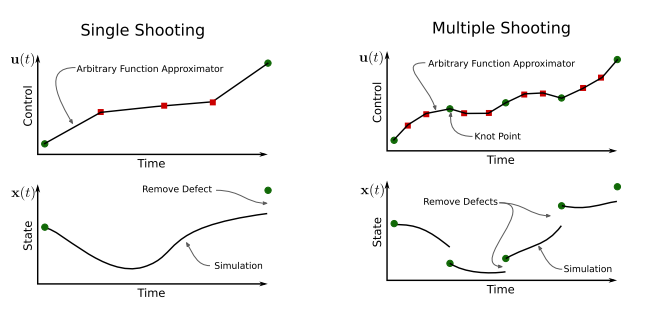 Single Shooting
u(t)
Arbitrary Function Approximator
Control
Time
x(t)
Remove Defect
State
Simulation
Time
Multiple Shooting
u(t)
Arbitrary Function Approximator
Control
Knot Point
Time
x(t)
Remove Defects
State
Simulation
Time